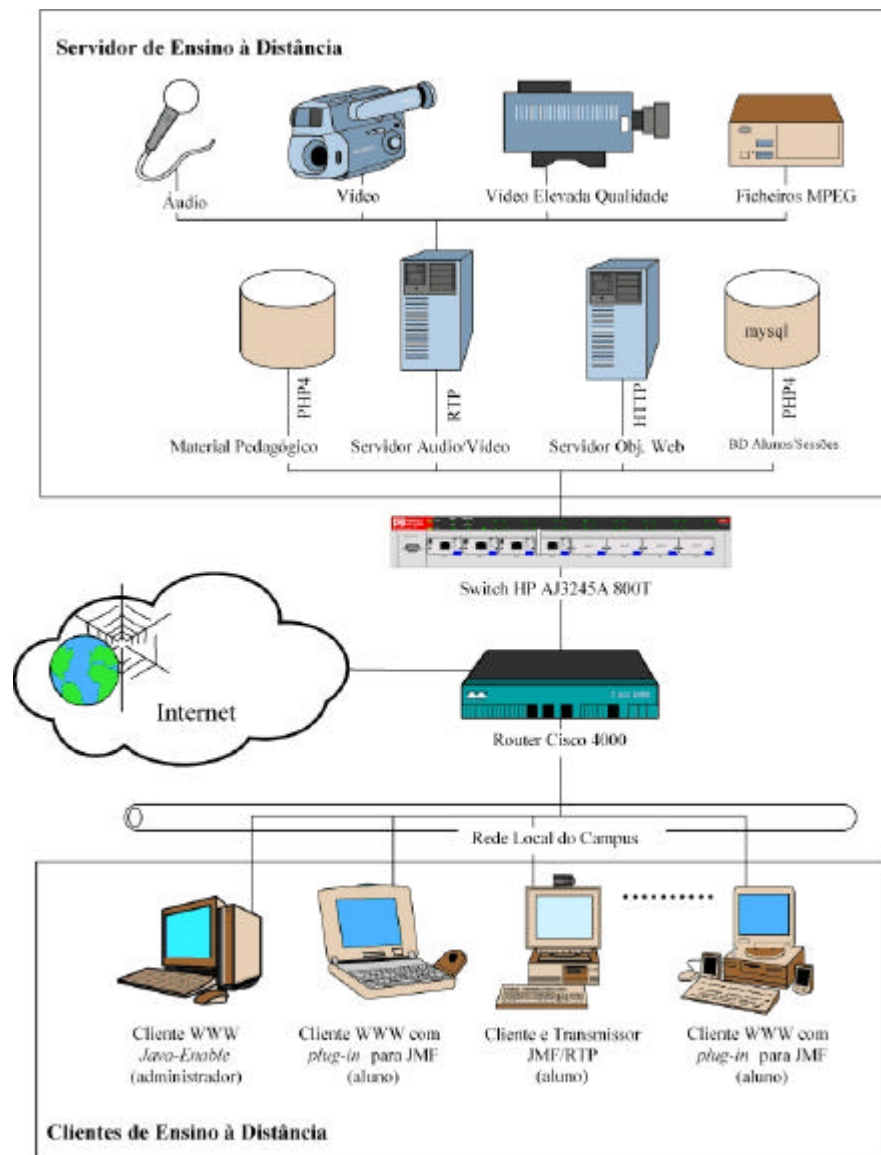 Servidor de Ensino à Distância
Áudio
Vídeo
Vídeo Elevada Qualidade
Ficheiros MPEG
mysql
PHP4
RTP
HTTP
PHP4
Material Pedagógico
Servidor Audio/Vídeo
Servidor Obj. Web
BD Alunos/Sessões
Switch HP AJ3245A 800T
Internet
Router Cisco 4000
Rede Local do Campus
Cliente WWW
Java-Enable
(administrador)
Cliente WWW com
plug-in para JMF
(aluno)
Cliente e Transmissor
JMF/RTP
(aluno)
Cliente WWW com
plug-in para JMF
(aluno)
Clientes de Ensino à Distância